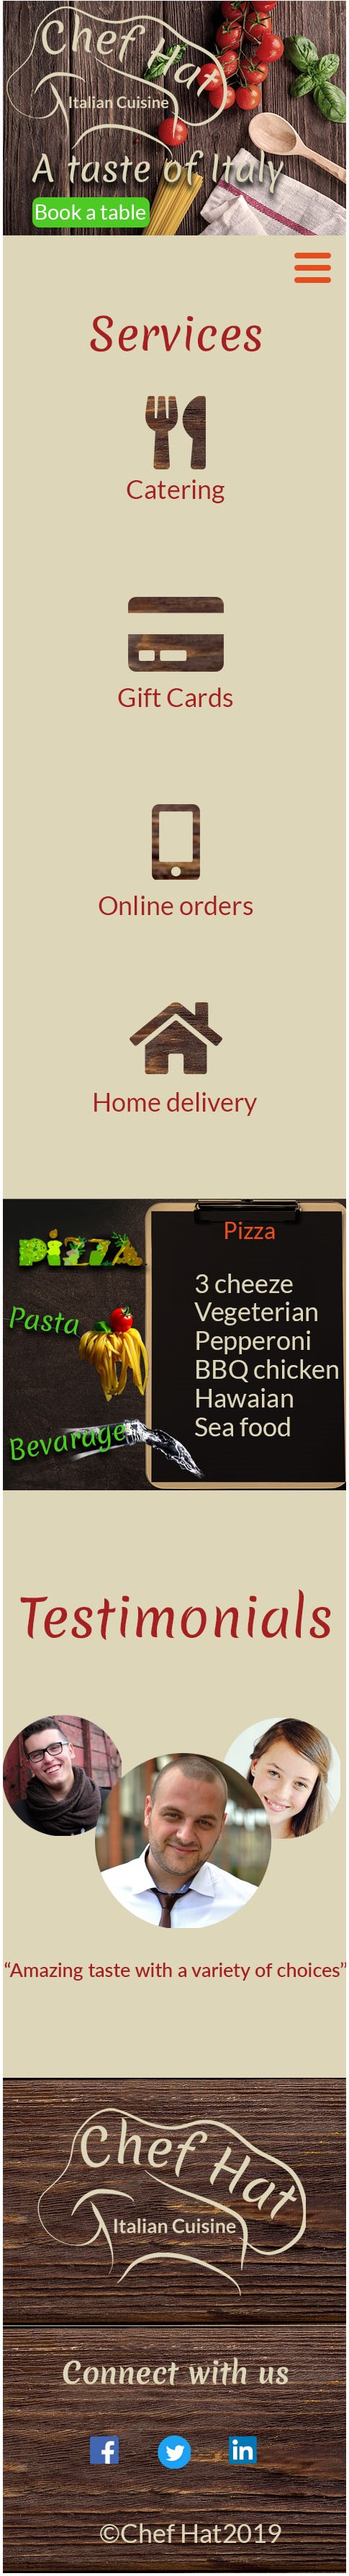 Chef Hat
Italian Cuisine
A taste of Italy
Book a table
Services
Catering
Gift Cards
Online orders
Home delivery
PIZZA
Pasta
Bevarage
Pizza
3 cheeze
Vegeterian
Pepperoni
BBQ chicken
Hawaian
Sea food
Testimonials
“Amazing taste with a variety of choices”
Chef Hat
Italian Cuisine
Connect with us
f
in
©Chef Hat2019